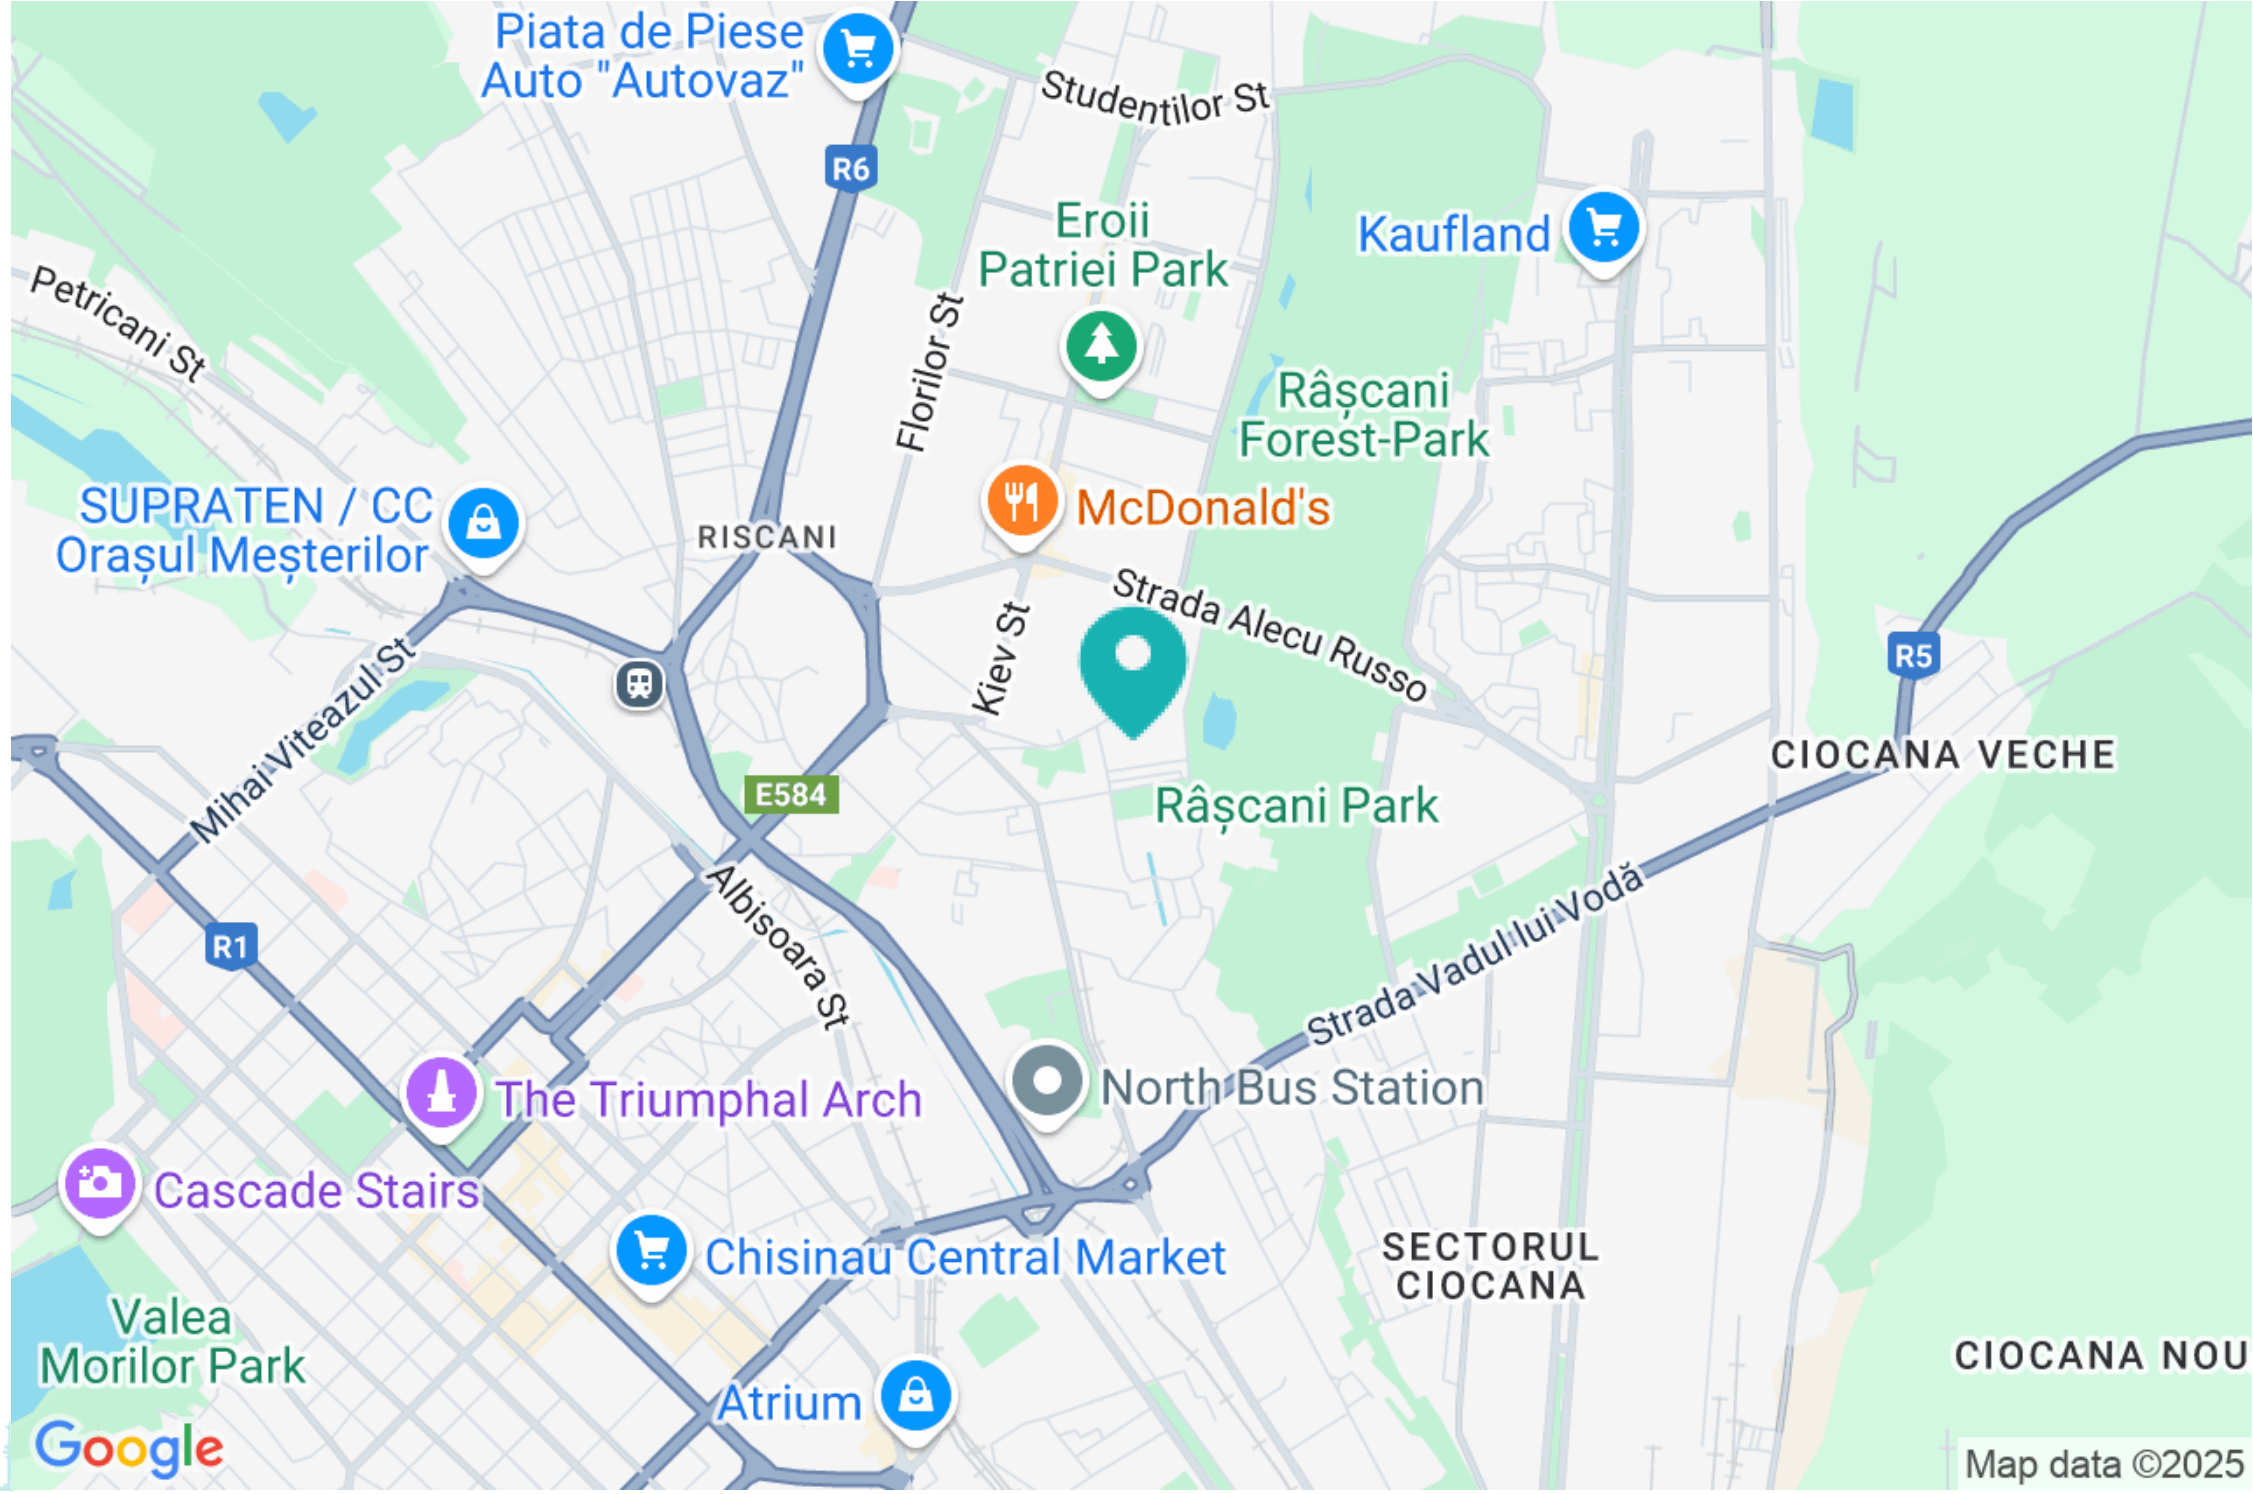 Piata de Piese
Auto "Autovaz"
Studentilor St
R6
Eroii
Patriei Park
Kaufland
Petricani St
Florilor St
Râșcani
Forest-Park
SUPRATEN / CC
Orașul Meșterilor
McDonald's
RISCANI
Strada Alecu Russo
Kiev St
Mihai Viteazul St
R5
CIOCANA VECHE
E584
Râșcani Park
Albisoara St
R1
Strada Vadul lui Vodă
The Triumphal Arch
North Bus Station
Cascade Stairs
Chisinau Central Market
SECTORUL
CIOCANA
Valea
Morilor Park
CIOCANA NOU
Atrium
Google
Map data ©2025